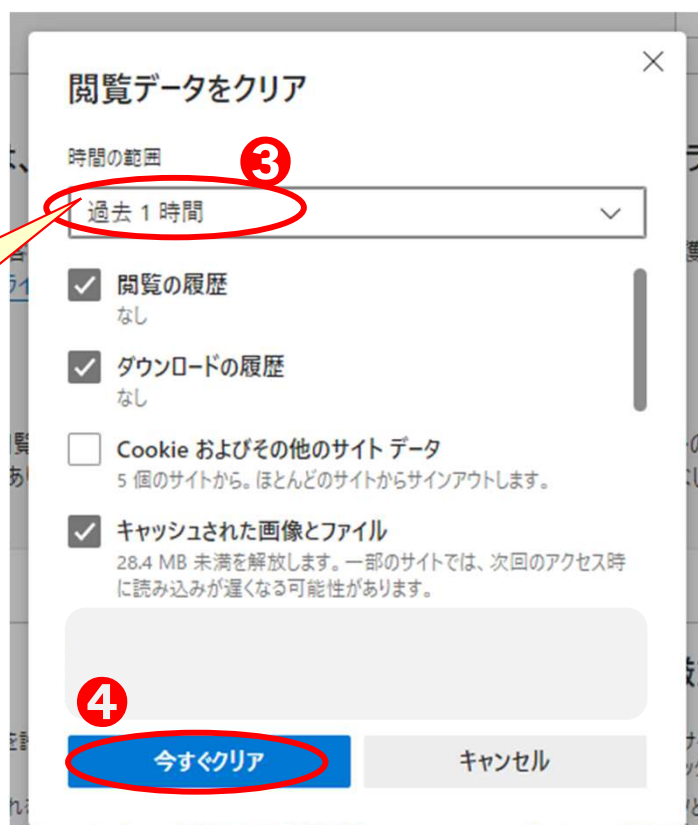 閲覧データをクリア
時間の範囲
3
過去 1 時間
閲覧の履歴
なし
ダウンロードの履歴
なし
Cookie およびその他のサイト データ
5 個のサイトから。ほとんどのサイトからサインアウトします。
キャッシュされた画像とファイル
28.4 MB 未満を解放します。一部のサイトでは、次回のアクセス時
に読み込みが遅くなる可能性があります。
4
今すぐクリア
キャンセル